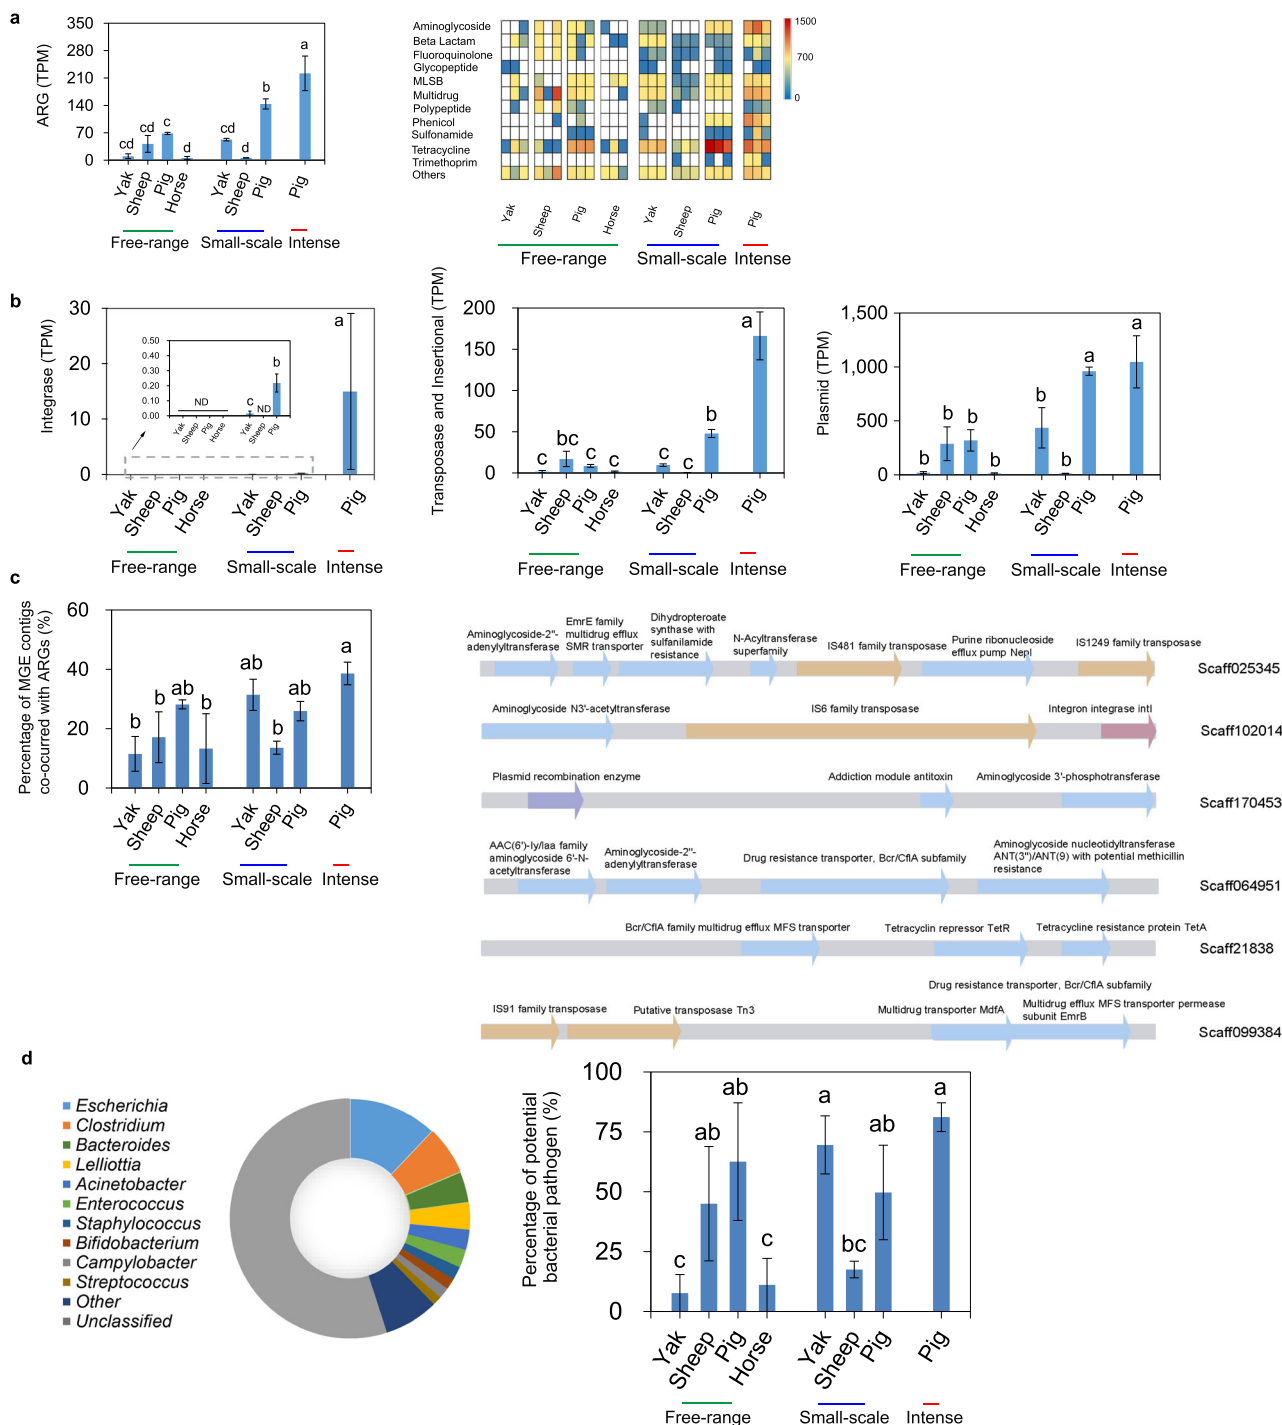 a
ARG (TPM)
350
280
210
140
70
0
cd
cd
c
d
cd
d
b
a
Yak
Sheep
Pig
Horse
Yak
Sheep
Pig
Pig
Free-range
Small-scale
Intense
Aminoglycoside
Beta Lactam
Fluoroquinolone
Glycopeptide
MLSB
Multidrug
Polypeptide
Phenicol
Sulfonamide
Tetracycline
Trimethoprim
Others
1500
700
0
Yak
Sheep
Pig
Horse
Yak
Sheep
Pig
Pig
Free-range
Small-scale
Intense
b
Integrase (TPM)
30
20
10
0
0.50
0.40
0.30
0.20
0.10
0.00
ND
c
ND
b
Yak
Sheep
Pig
Horse
Yak
Sheep
Pig
a
Yak
Sheep
Pig
Horse
Yak
Sheep
Pig
Pig
Free-range
Small-scale
Intense
Transposase and Insertional (TPM)
200
150
100
50
0
c
bc
c
c
c
c
b
a
Yak
Sheep
Pig
Horse
Yak
Sheep
Pig
Pig
Free-range
Small-scale
Intense
Plasmid (TPM)
1,500
1,000
500
0
b
b
b
b
b
b
a
a
Yak
Sheep
Pig
Horse
Yak
Sheep
Pig
Pig
Free-range
Small-scale
Intense
c
Percentage of MGE contigs
co-ocurred with ARGs (%)
60
40
20
0
b
b
ab
b
ab
b
ab
a
Yak
Sheep
Pig
Horse
Yak
Sheep
Pig
Pig
Free-range
Small-scale
Intense
Aminoglycoside-2"-
adenylyltransferase
EmrE family
multidrug efflux
SMR transporter
Dihydropteroate
synthase with
sulfanilamide
resistance
N-Acyltransferase
superfamily
IS481 family transposase
Purine ribonucleoside
efflux pump NepI
IS1249 family transposase
Scaff025345
Aminoglycoside N3'-acetyltransferase
IS6 family transposase
Integron integrase intI
Scaff102014
Plasmid recombination enzyme
Addiction module antitoxin
Aminoglycoside 3'-phosphotransferase
Scaff170453
AAC(6')-Iy/Iaa family
aminoglycoside 6'-N-
acetyltransferase
Aminoglycoside-2"-
adenylyltransferase
Drug resistance transporter, Bcr/CflA subfamily
Aminoglycoside nucleotidyltransferase
ANT(3")/ANT(9) with potential methicillin
resistance
Scaff064951
Bcr/CflA family multidrug efflux MFS transporter
Tetracyclin repressor TetR
Tetracycline resistance protein TetA
Scaff21838
Drug resistance transporter, Bcr/CflA subfamily
IS91 family transposase
Putative transposase Tn3
Multidrug transporter MdfA
Multidrug efflux MFS transporter permease
subunit EmrB
Scaff099384
d
Escherichia
Clostridium
Bacteroides
Lelliottia
Acinetobacter
Enterococcus
Staphylococcus
Bifidobacterium
Campylobacter
Streptococcus
Other
Unclassified
Percentage of potential
bacterial pathogen (%)
100
75
50
25
0
c
ab
ab
c
a
bc
ab
a
Yak
Sheep
Pig
Horse
Yak
Sheep
Pig
Pig
Free-range
Small-scale
Intense